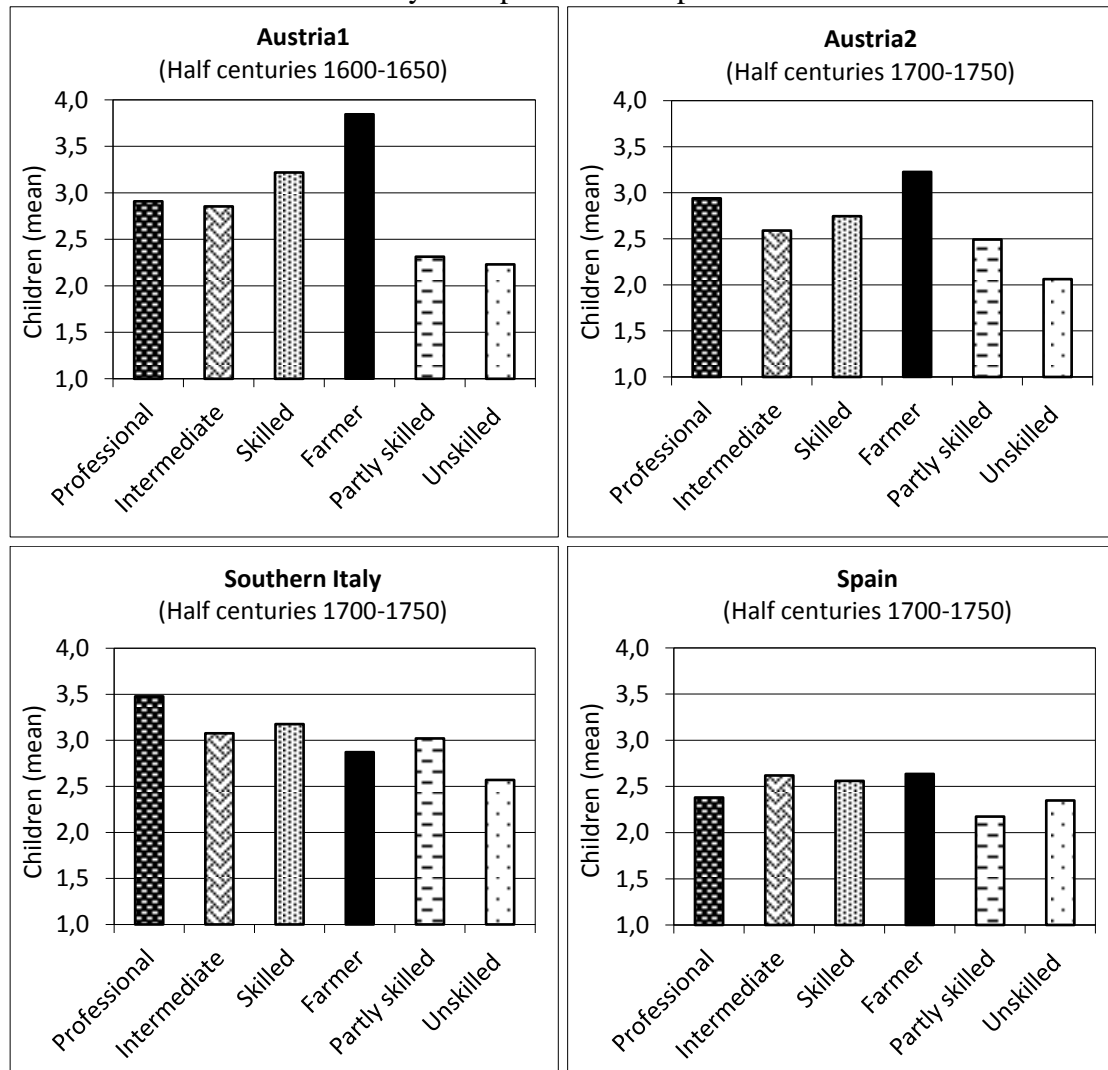 Austria1
(Half centuries 1600-1650)
4,0
3,5
3,0
2,5
2,0
1,5
1,0
Children (mean)
Professional
Intermediate
Skilled
Farmer
Partly skilled
Unskilled
Austria2
(Half centuries 1700-1750)
4,0
3,5
3,0
2,5
2,0
1,5
1,0
Children (mean)
Professional
Intermediate
Skilled
Farmer
Partly skilled
Unskilled
Southern Italy
(Half centuries 1700-1750)
4,0
3,5
3,0
2,5
2,0
1,5
1,0
Children (mean)
Professional
Intermediate
Skilled
Farmer
Partly skilled
Unskilled
Spain
(Half centuries 1700-1750)
4,0
3,5
3,0
2,5
2,0
1,5
1,0
Children (mean)
Professional
Intermediate
Skilled
Farmer
Partly skilled
Unskilled